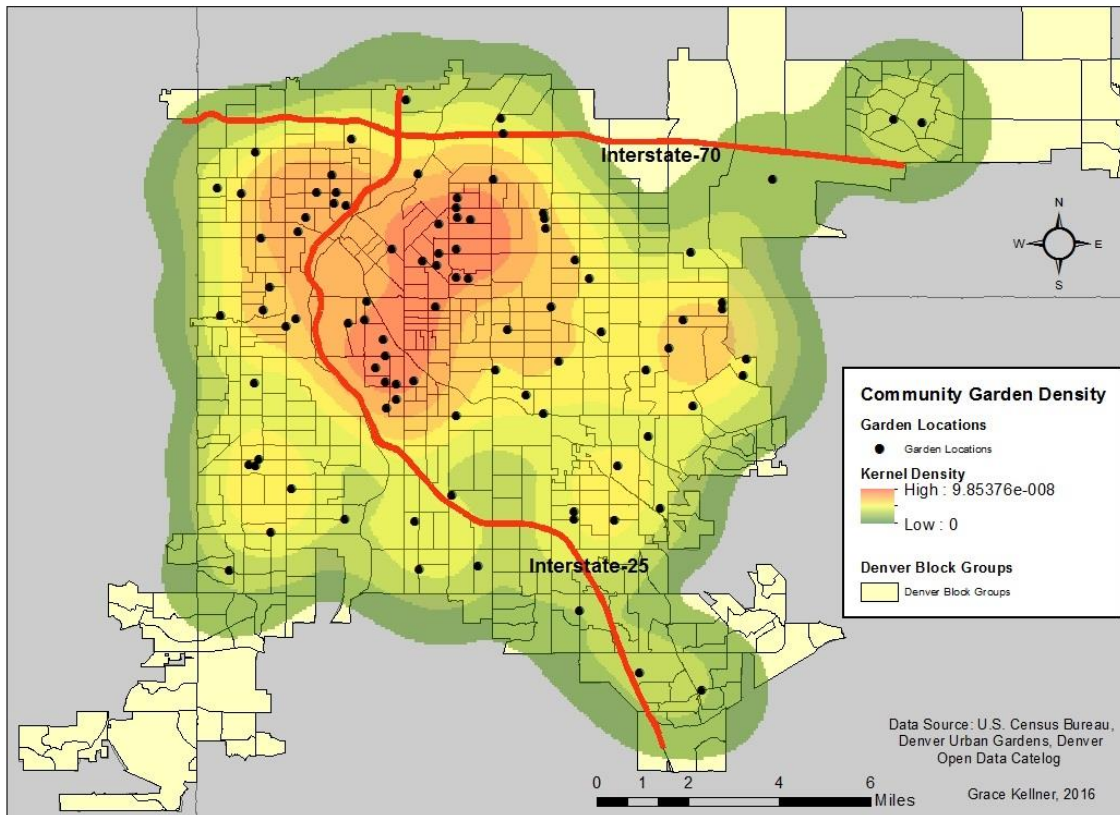 Interstate-70
N
W E
S
Community Garden Density
Garden Locations
Garden Locations
Kernel Density
High : 9.85376e-008
Low : 0
Denver Block Groups
Denver Block Groups
Interstate-25
Data Source: U.S. Census Bureau,
Denver Urban Gardens, Denver
Open Data Catelog
0 1 2 4 6
Miles
Grace Kellner, 2016